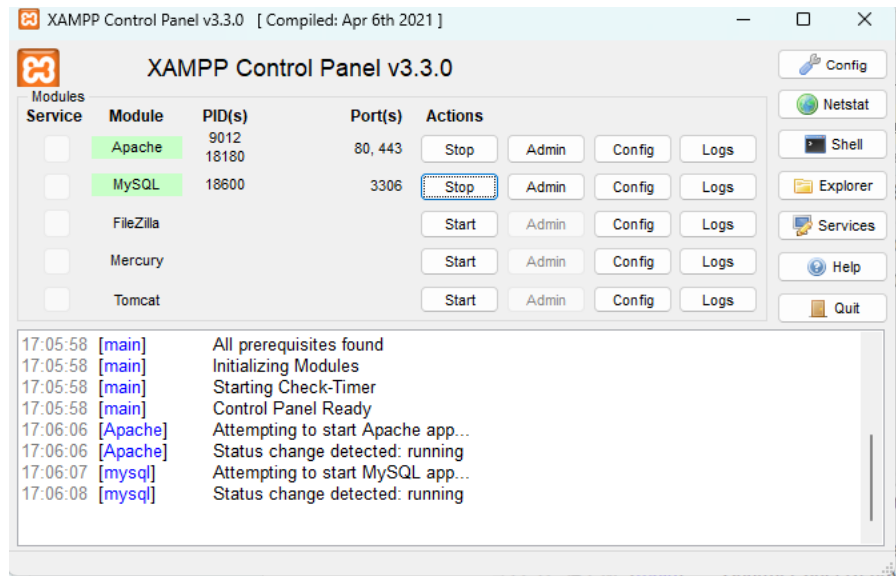 XAMPP Control Panel v3.3.0 [ Compiled: Apr 6th 2021 ]
XAMPP Control Panel v3.3.0
Config
Modules
Service Module PID(s) Port(s) Actions
Netstat
Apache 9012 18180 80, 443 Stop Admin Config Logs
Shell
MySQL 18600 3306 Stop Admin Config Logs
Explorer
FileZilla Start Admin Config Logs
Services
Mercury Start Admin Config Logs
Help
Tomcat Start Admin Config Logs
Quit
17:05:58 [main] All prerequisites found
17:05:58 [main] Initializing Modules
17:05:58 [main] Starting Check-Timer
17:05:58 [main] Control Panel Ready
17:06:06 [Apache] Attempting to start Apache app...
17:06:06 [Apache] Status change detected: running
17:06:07 [mysql] Attempting to start MySQL app...
17:06:08 [mysql] Status change detected: running